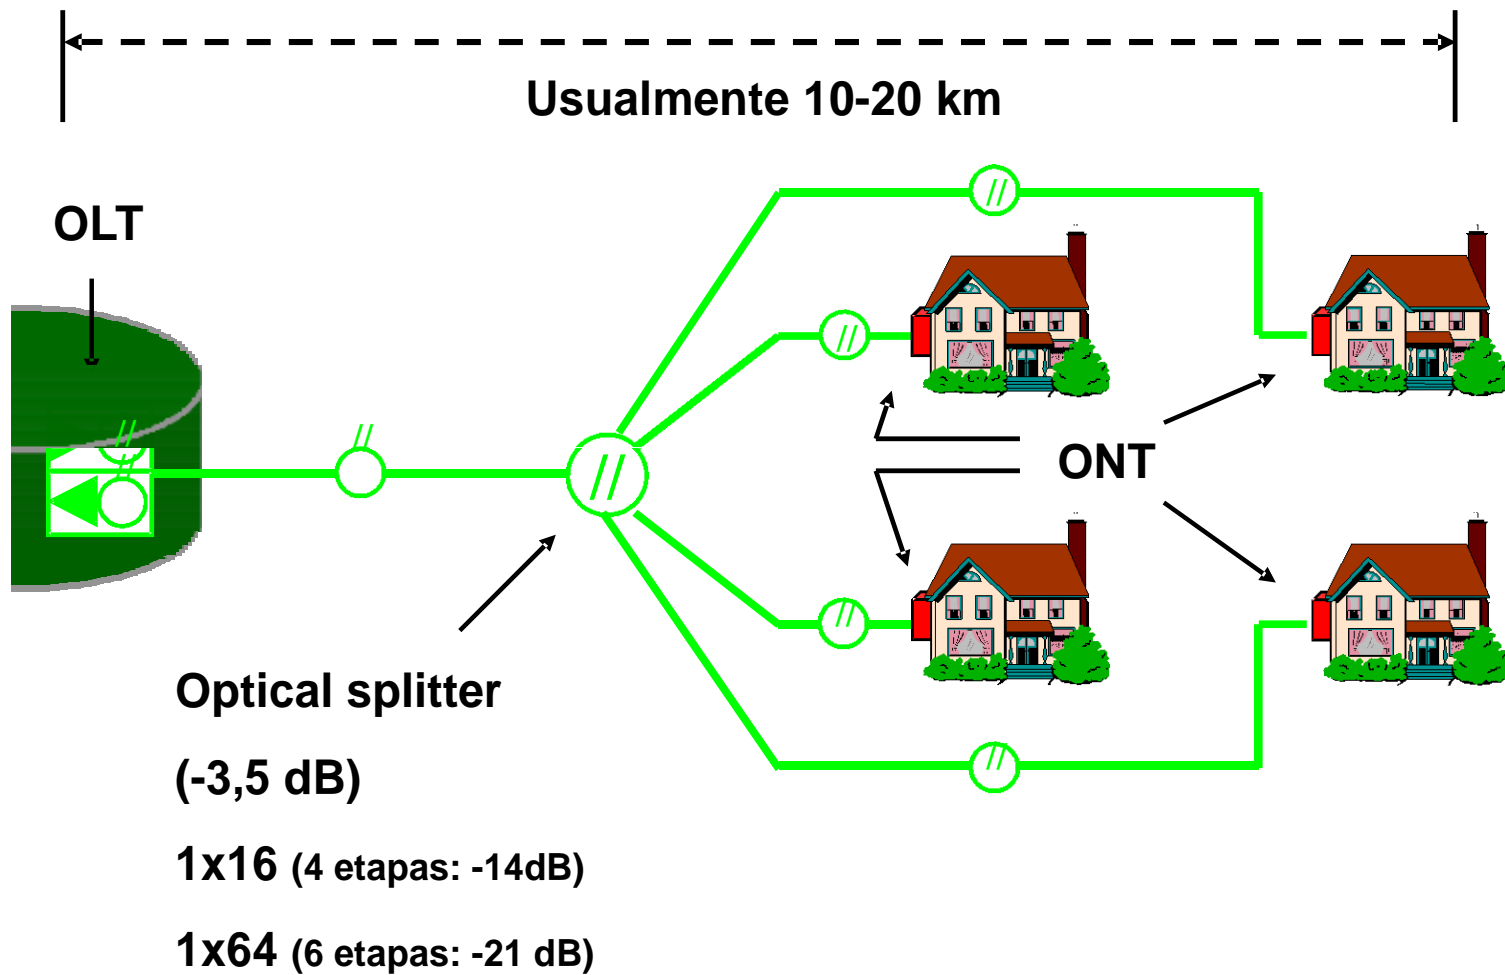 Usualmente 10-20 km
OLT
ONT
Optical splitter
(-3,5 dB)
1x16 (4 etapas: -14dB)
1x64 (6 etapas: -21 dB)